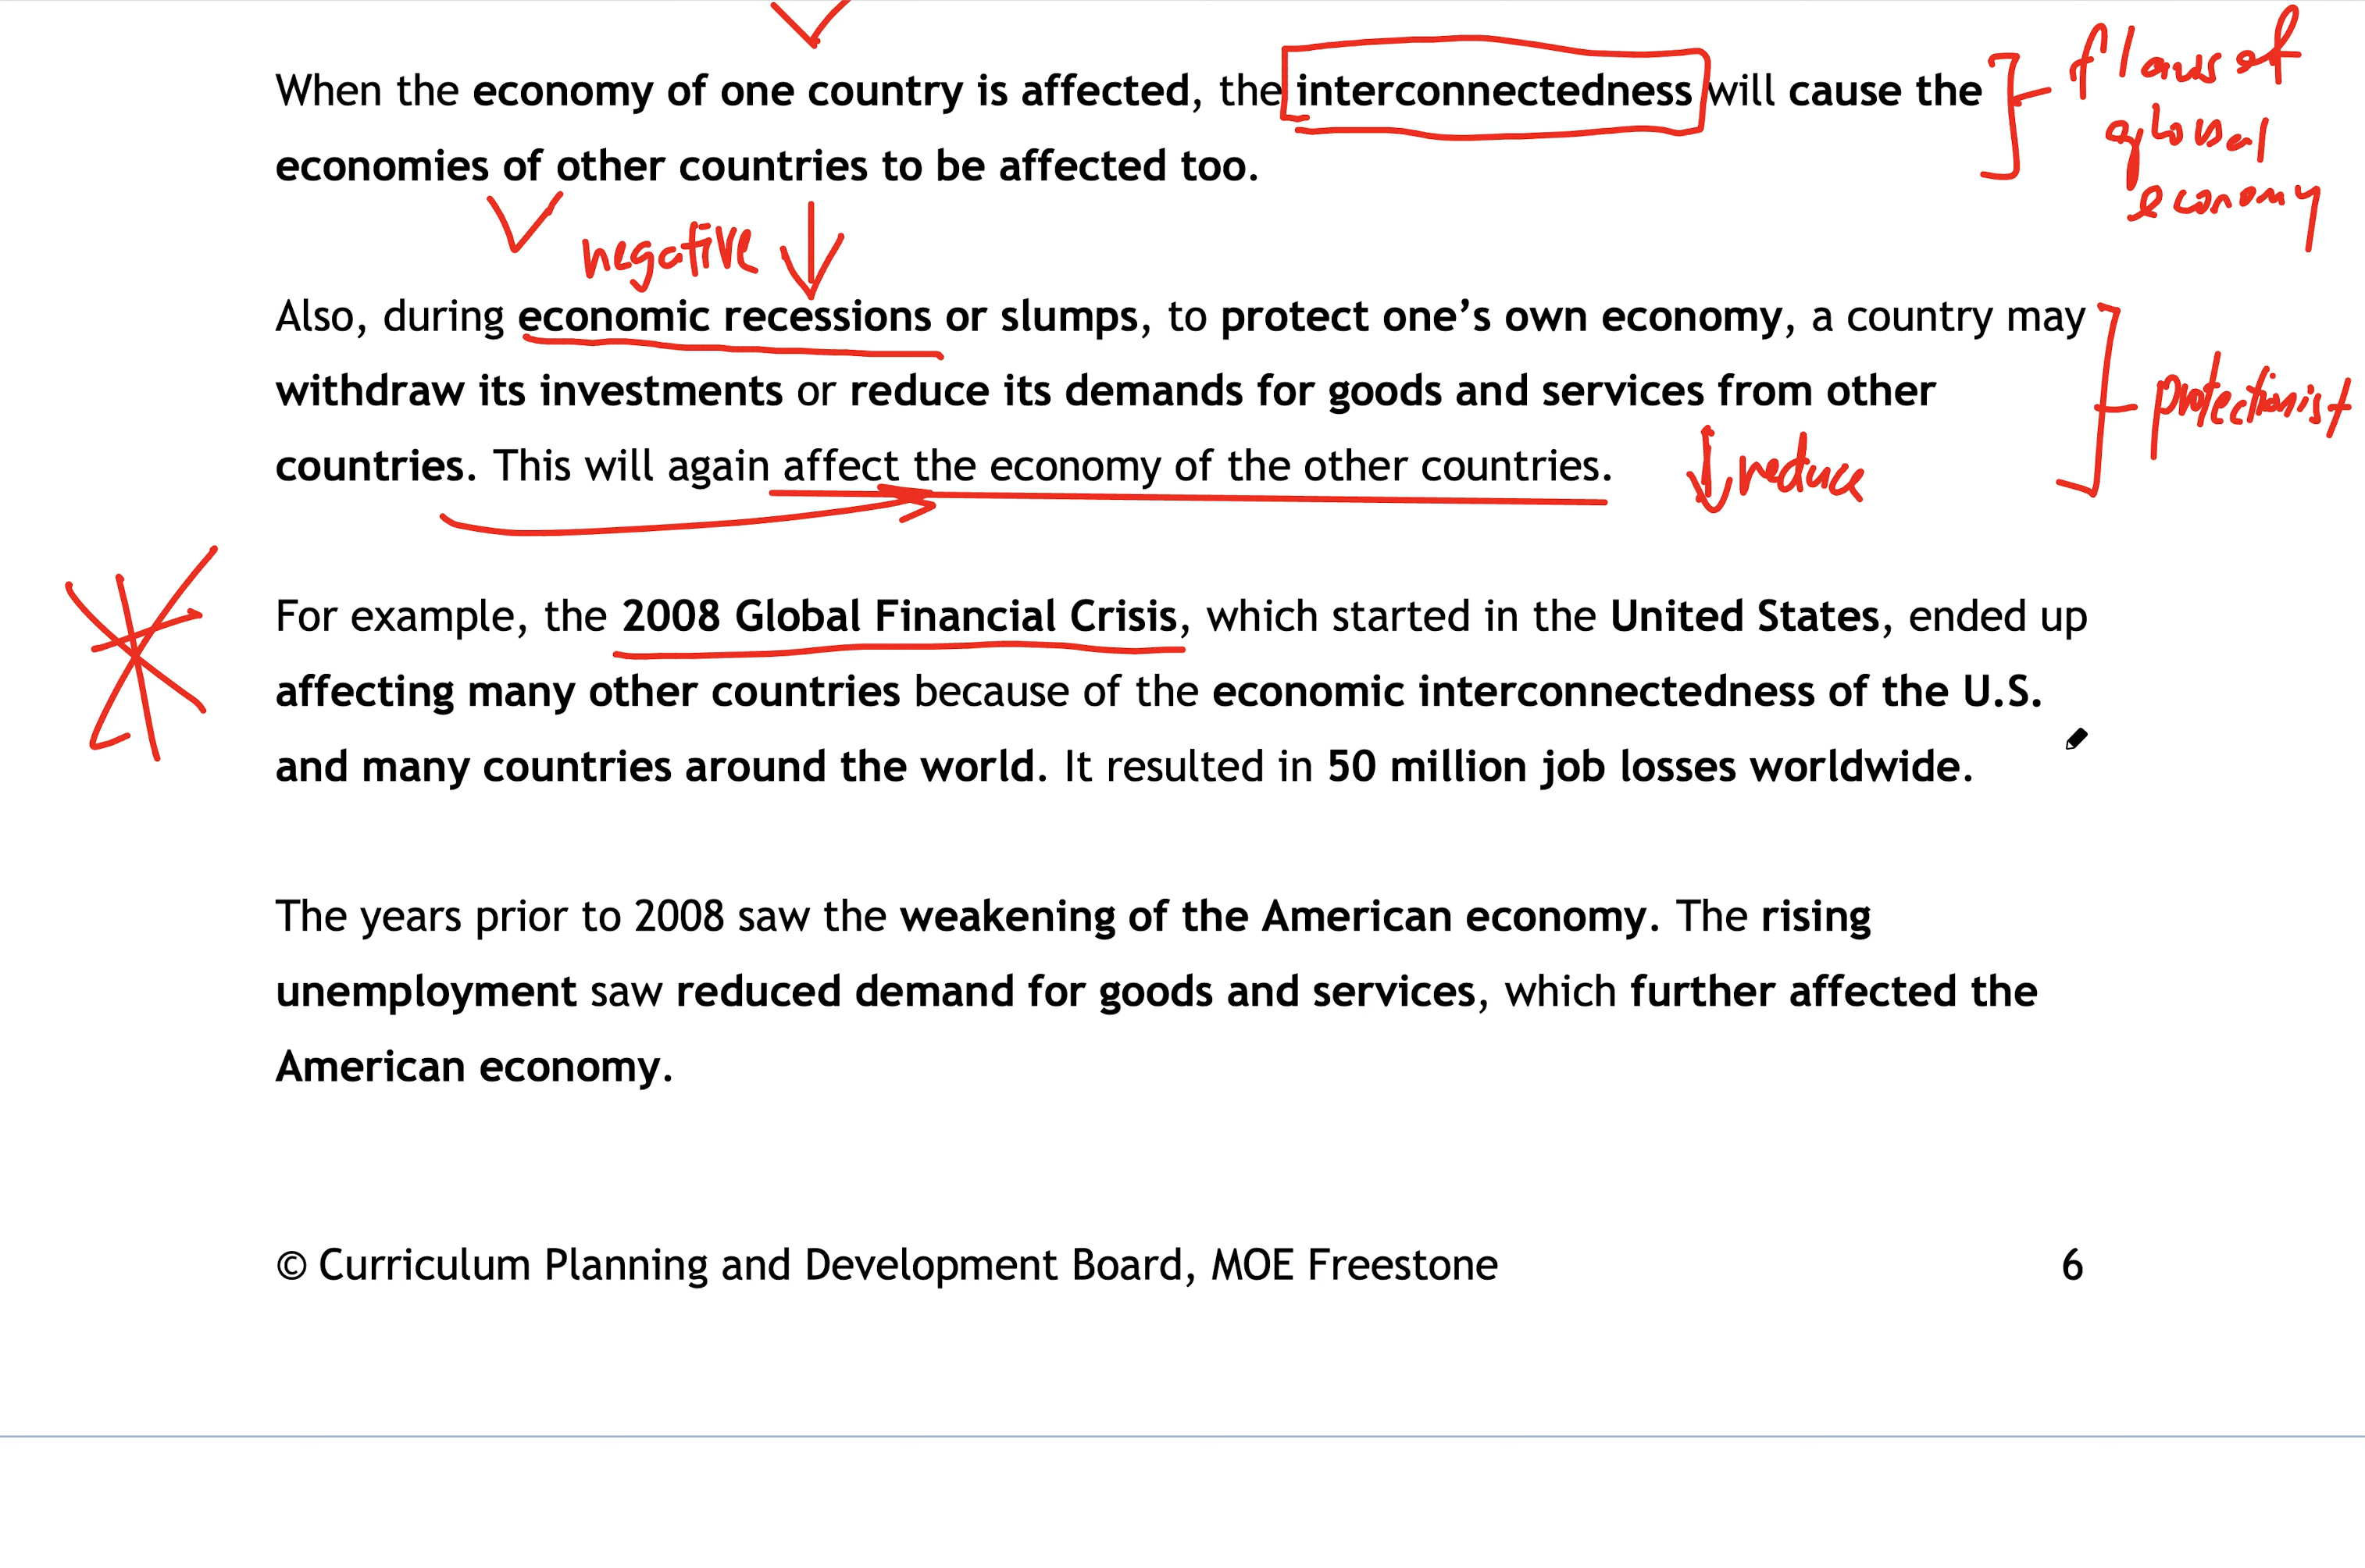 When the economy of one country is affected, the interconnectedness will cause the
economies of other countries to be affected too.
flaws of
global
economy
negative
Also, during economic recessions or slumps, to protect one’s own economy, a country may
withdraw its investments or reduce its demands for goods and services from other
countries. This will again affect the economy of the other countries.
reduce
protectionist
For example, the 2008 Global Financial Crisis, which started in the United States, ended up
affecting many other countries because of the economic interconnectedness of the U.S.
and many countries around the world. It resulted in 50 million job losses worldwide.
The years prior to 2008 saw the weakening of the American economy. The rising
unemployment saw reduced demand for goods and services, which further affected the
American economy.
© Curriculum Planning and Development Board, MOE Freestone 6